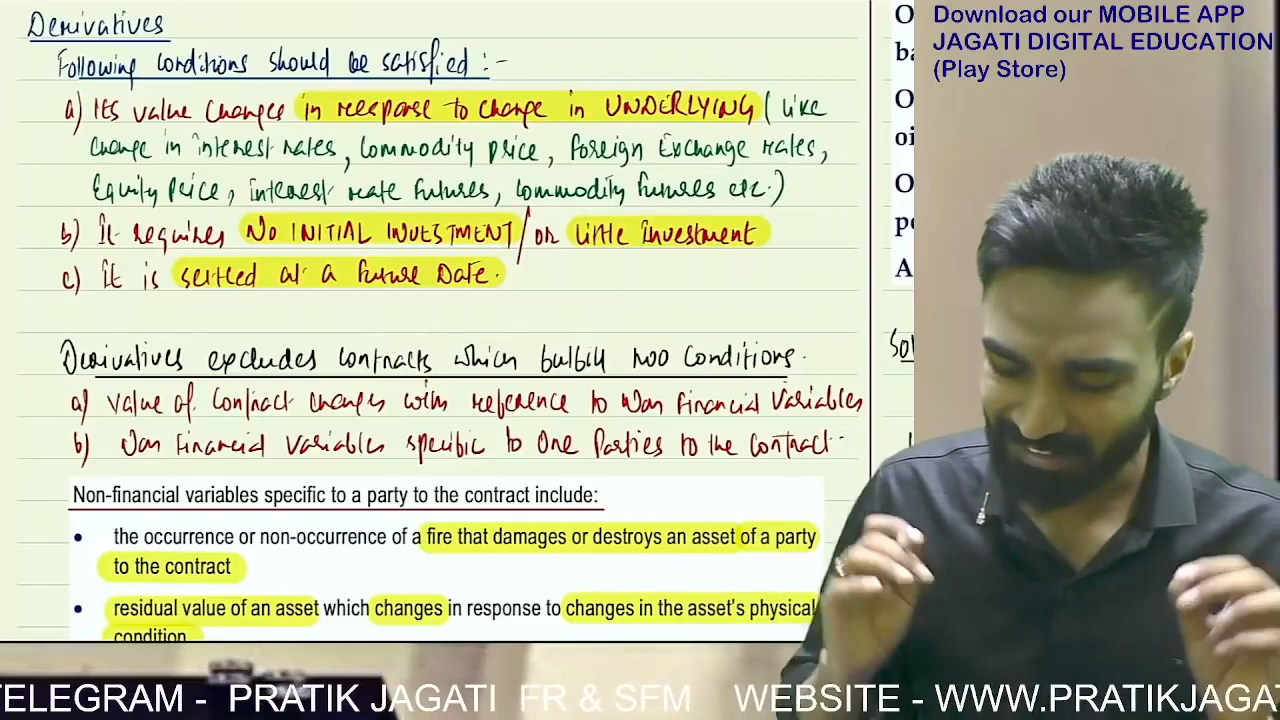 Derivatives
Following conditions should be satisfied :-
a) Its value changes in response to change in UNDERLYING (like
change in interest rates, Commodity price, Foreign Exchange rates,
Equity Price, interest rate futures, commodity futures etc.)
b) It requires NO INITIAL INVESTMENT / or little Investment
c) It is settled at a Future Date.
Derivatives excludes contracts which fulfill two Conditions.
a) Value of Contract changes with reference to Non financial Variables
b) Non Financial Variables specific to One Parties to the Contract.
Non-financial variables specific to a party to the contract include:
• the occurrence or non-occurrence of a fire that damages or destroys an asset of a party
to the contract
• residual value of an asset which changes in response to changes in the asset's physical
condition
O
ba
O
oi
O
pe
A
Sol
Download our MOBILE APP
JAGATI DIGITAL EDUCATION
(Play Store)
TELEGRAM - PRATIK JAGATI FR & SFM WEBSITE - WWW.PRATIKJAGAT